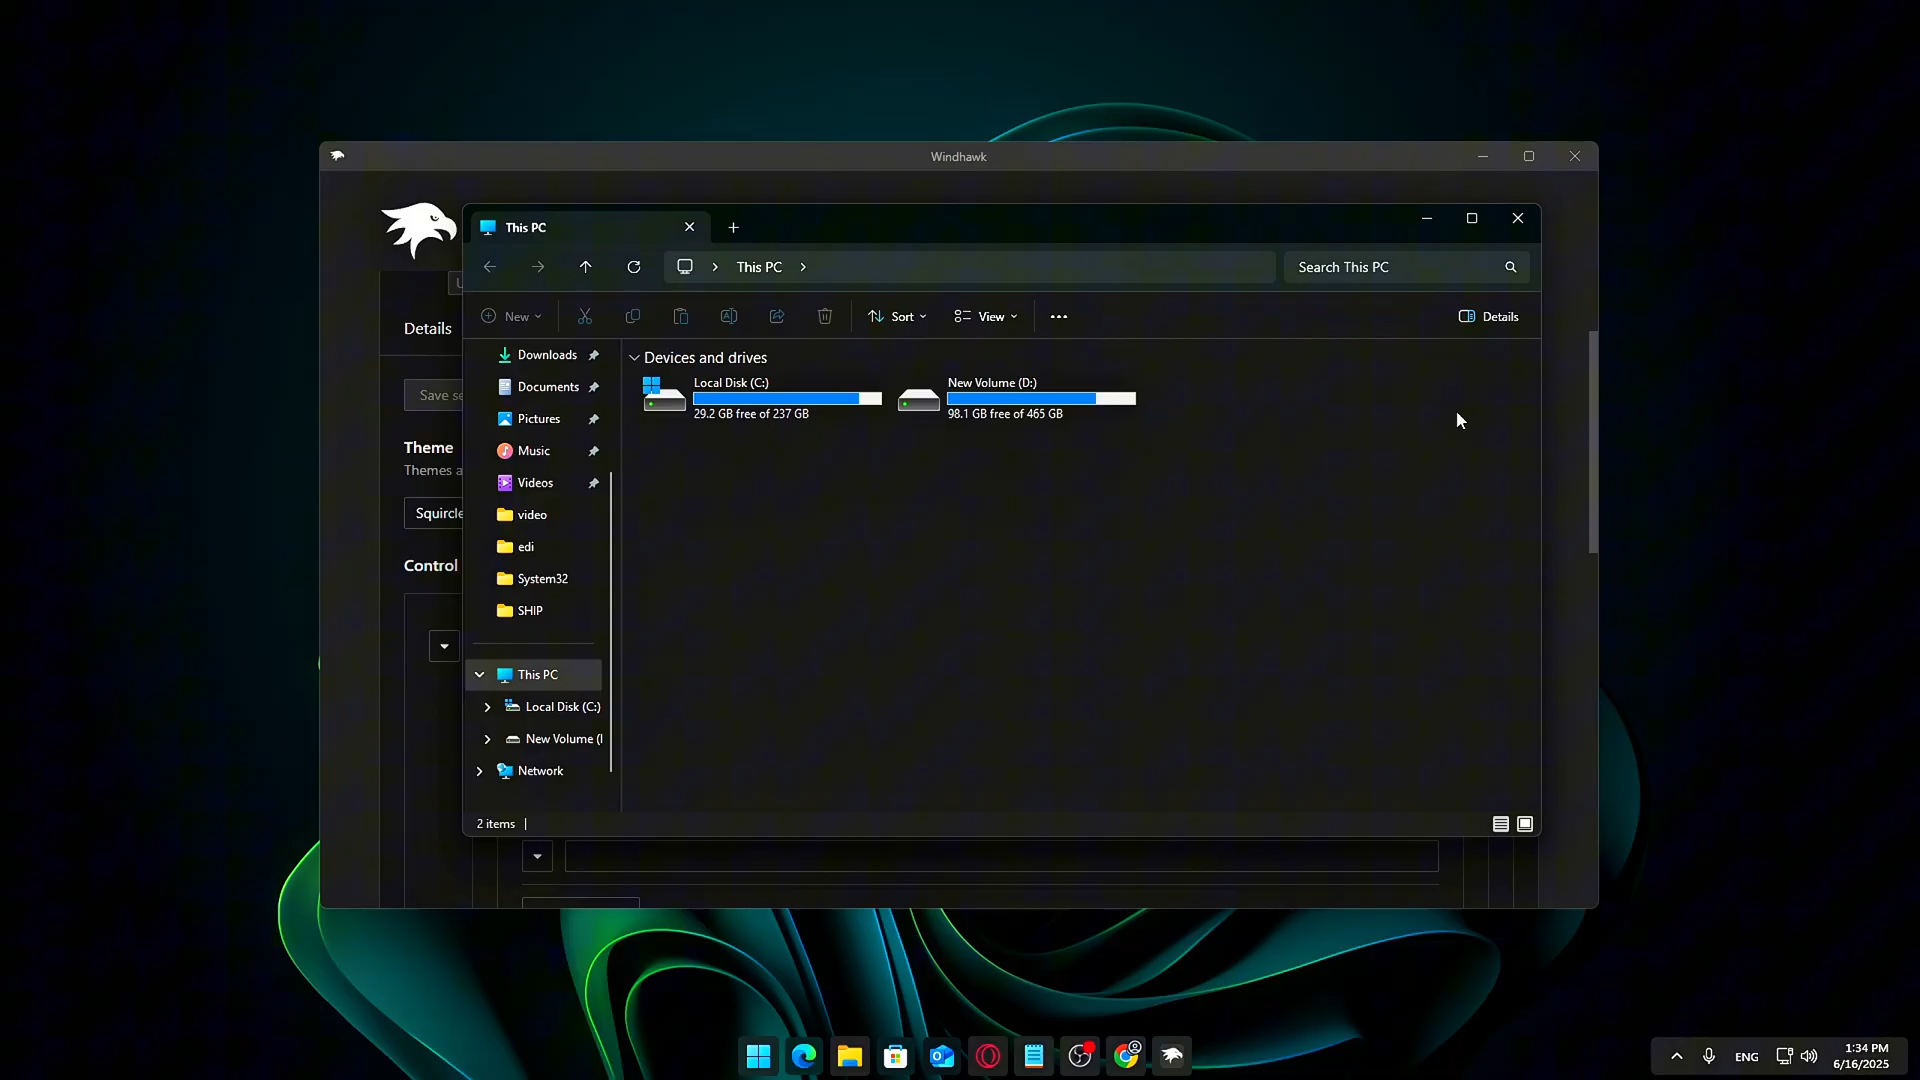 Windhawk
This PC
This PC
Search This PC
New
Sort
View
Details
Details
Downloads
Documents
Pictures
Music
Videos
video
edi
System32
SHIP
This PC
Local Disk (C:)
New Volume (
Network
Devices and drives
Local Disk (C:)
29.2 GB free of 237 GB
New Volume (D:)
98.1 GB free of 465 GB
Save se
Theme
Themes a
Squircle
Control
2 items
ENG
1:34 PM
6/16/2025